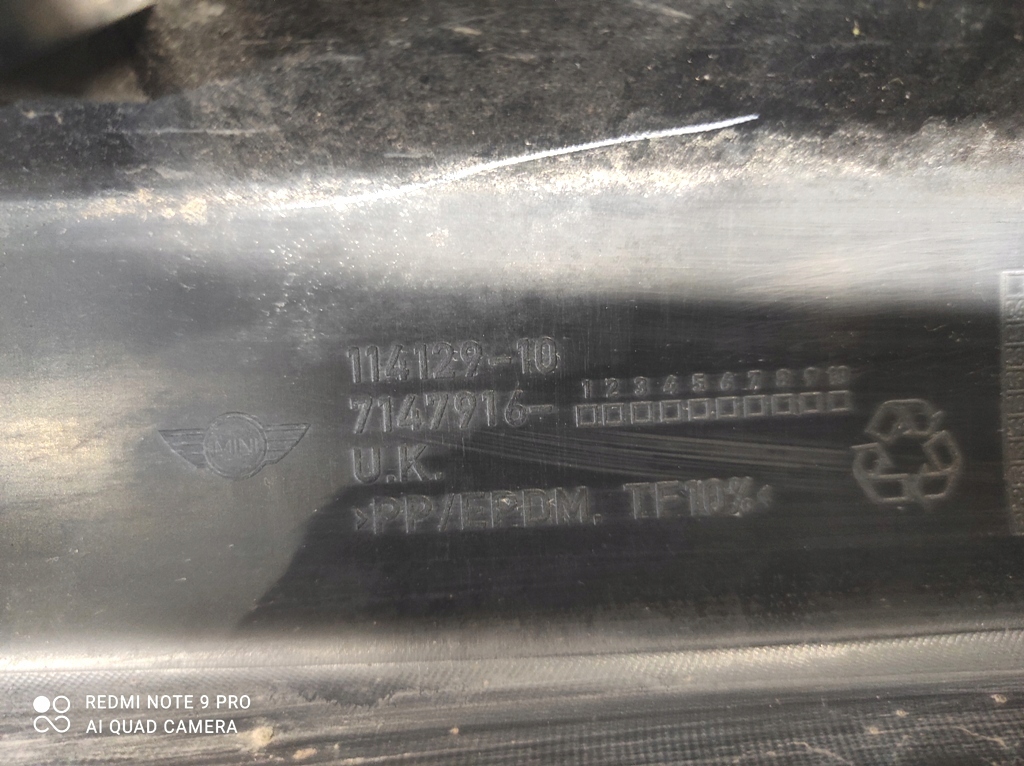 114129-10
1 2 3 4 5 6 7 8 9 10
7147916-
MINI
U.K.
>PP/EPDM. TF10%<
REDMI NOTE 9 PRO
AI QUAD CAMERA